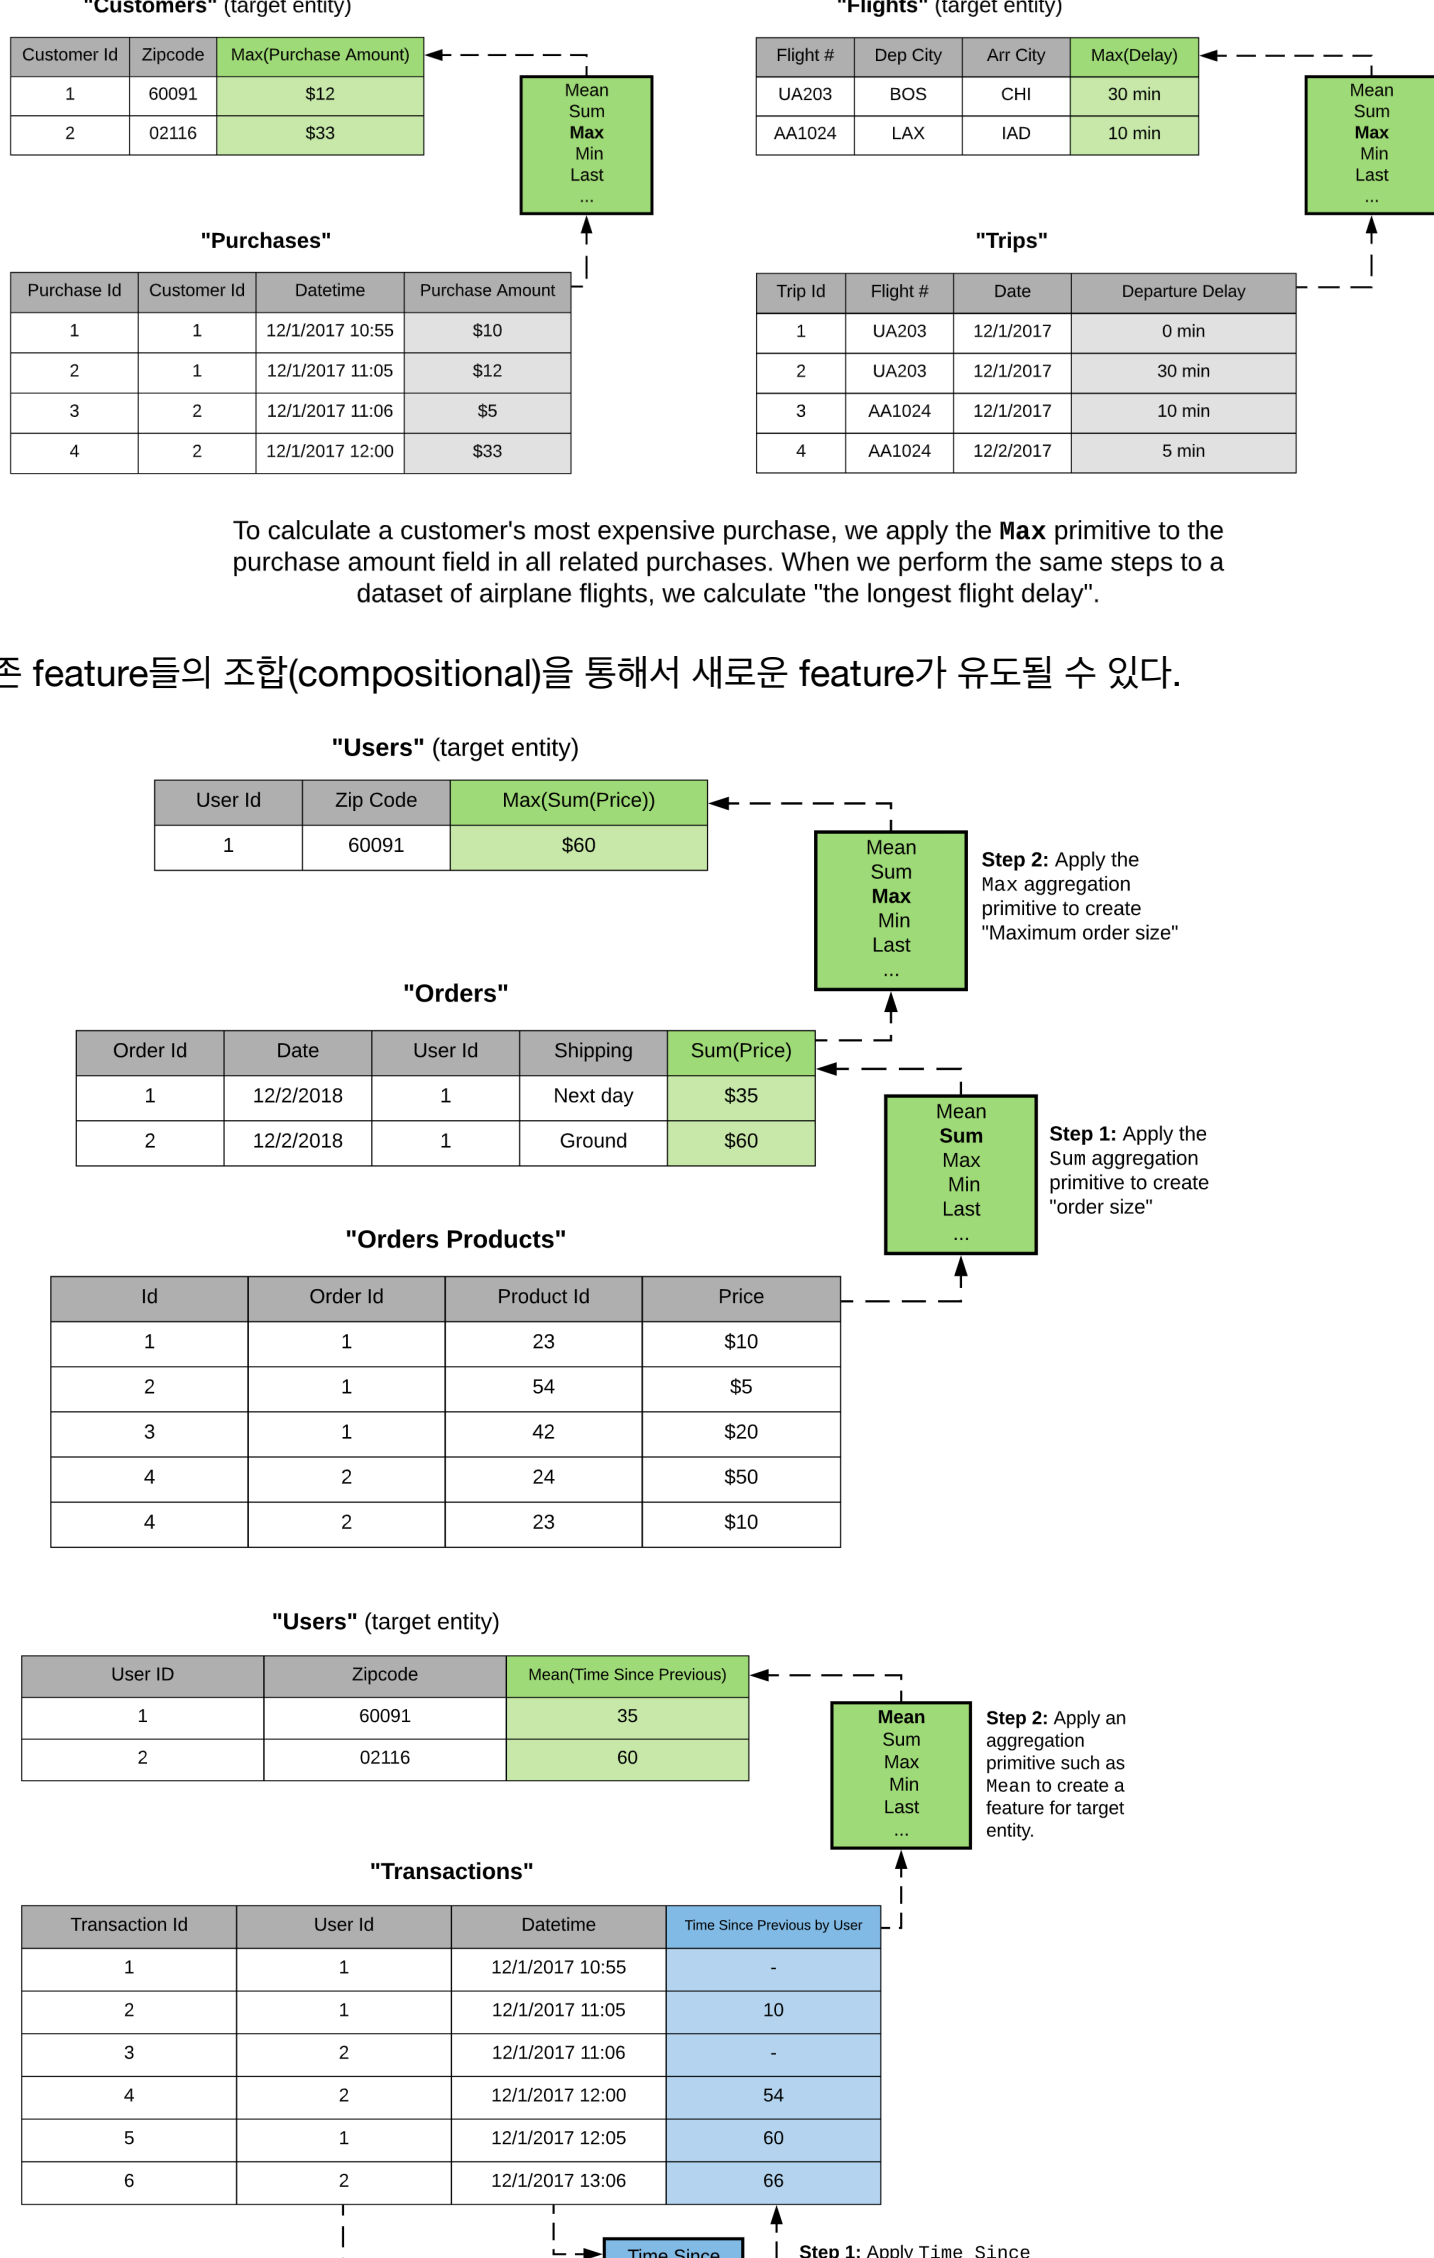 "Customers" (target entity)
Customer Id Zipcode Max(Purchase Amount)
1 60091 $12
2 02116 $33
Mean
Sum
Max
Min
Last
...
"Purchases"
Purchase Id Customer Id Datetime Purchase Amount
1 1 12/1/2017 10:55 $10
2 1 12/1/2017 11:05 $12
3 2 12/1/2017 11:06 $5
4 2 12/1/2017 12:00 $33
"Flights" (target entity)
Flight # Dep City Arr City Max(Delay)
UA203 BOS CHI 30 min
AA1024 LAX IAD 10 min
Mean
Sum
Max
Min
Last
...
"Trips"
Trip Id Flight # Date Departure Delay
1 UA203 12/1/2017 0 min
2 UA203 12/1/2017 30 min
3 AA1024 12/1/2017 10 min
4 AA1024 12/2/2017 5 min
To calculate a customer's most expensive purchase, we apply the Max primitive to the
purchase amount field in all related purchases. When we perform the same steps to a
dataset of airplane flights, we calculate "the longest flight delay".
존 feature들의 조합(compositional)을 통해서 새로운 feature가 유도될 수 있다.
"Users" (target entity)
User Id Zip Code Max(Sum(Price))
1 60091 $60
Mean
Sum
Max
Min
Last
...
Step 2: Apply the
Max aggregation
primitive to create
"Maximum order size"
"Orders"
Order Id Date User Id Shipping Sum(Price)
1 12/2/2018 1 Next day $35
2 12/2/2018 1 Ground $60
Mean
Sum
Max
Min
Last
...
Step 1: Apply the
Sum aggregation
primitive to create
"order size"
"Orders Products"
Id Order Id Product Id Price
1 1 23 $10
2 1 54 $5
3 1 42 $20
4 2 24 $50
4 2 23 $10
"Users" (target entity)
User ID Zipcode Mean(Time Since Previous)
1 60091 35
2 02116 60
Mean
Sum
Max
Min
Last
...
Step 2: Apply an
aggregation
primitive such as
Mean to create a
feature for target
entity.
"Transactions"
Transaction Id User Id Datetime Time Since Previous by User
1 1 12/1/2017 10:55 -
2 1 12/1/2017 11:05 10
3 2 12/1/2017 11:06 -
4 2 12/1/2017 12:00 54
5 1 12/1/2017 12:05 60
6 2 12/1/2017 13:06 66
Time Since
Step 1: Apply Time Since